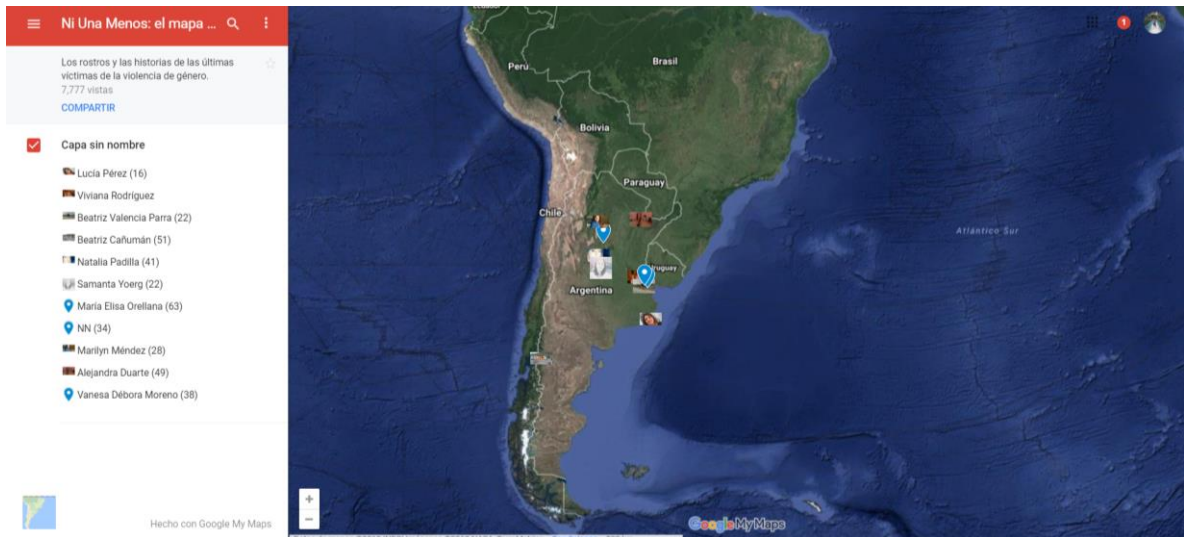 Ni Una Menos: el mapa ...
Los rostros y las historias de las últimas
víctimas de la violencia de género.
7,777 vistas
COMPARTIR
Capa sin nombre
Lucía Pérez (16)
Viviana Rodríguez
Beatriz Valencia Parra (22)
Beatriz Cañumán (51)
Natalia Padilla (41)
Samanta Yoerg (22)
María Elisa Orellana (63)
NN (34)
Marilyn Méndez (28)
Alejandra Duarte (49)
Vanesa Débora Moreno (38)
Hecho con Google My Maps
Perú
Brasil
Bolivia
Paraguay
Chile
Uruguay
Argentina
Atlántico Sur
1
+
−
Google My Maps